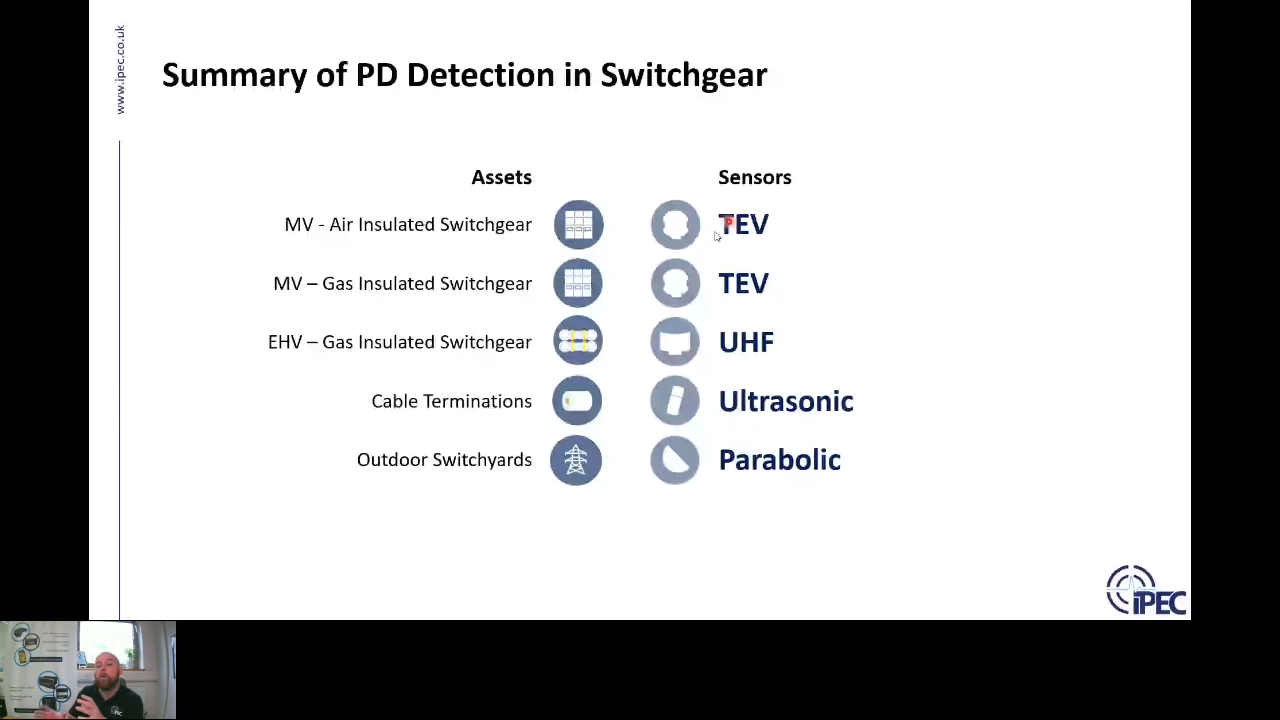 www.ipec.co.uk
Summary of PD Detection in Switchgear
Assets
Sensors
MV - Air Insulated Switchgear
TEV
MV – Gas Insulated Switchgear
TEV
EHV – Gas Insulated Switchgear
UHF
Cable Terminations
Ultrasonic
Outdoor Switchyards
Parabolic
iPEC